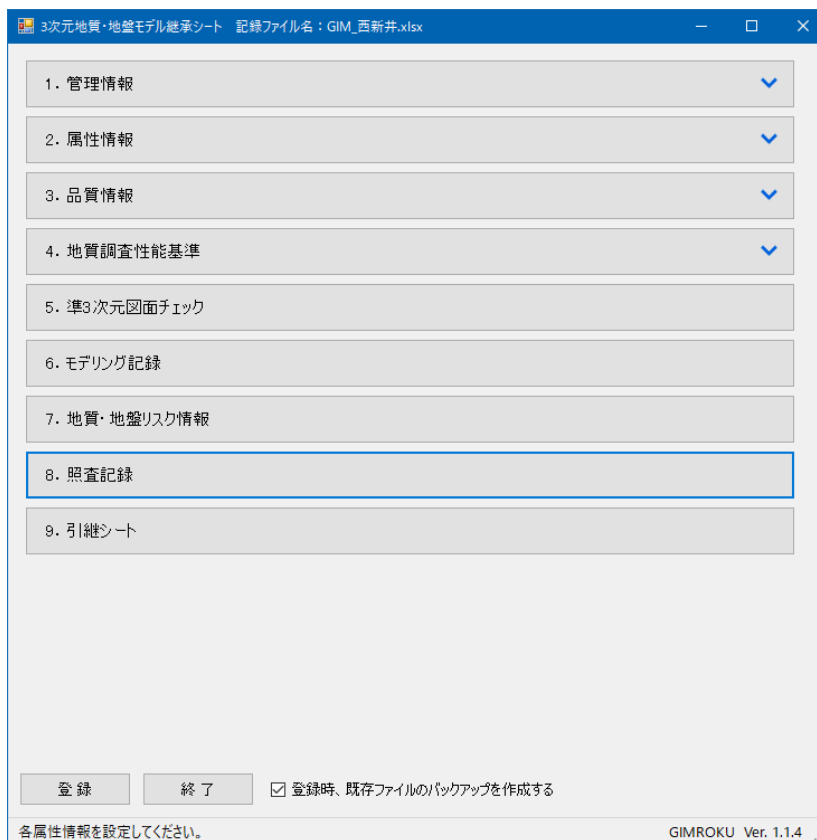 3次元地質・地盤モデル継承シート　記録ファイル名：GIM_西新井.xlsx
1. 管理情報
2. 属性情報
3. 品質情報
4. 地質調査性能基準
5. 準3次元図面チェック
6. モデリング記録
7. 地質・地盤リスク情報
8. 照査記録
9. 引継シート
登録 終了 登録時、既存ファイルのバックアップを作成する
各属性情報を設定してください。 GIMROKU Ver. 1.1.4